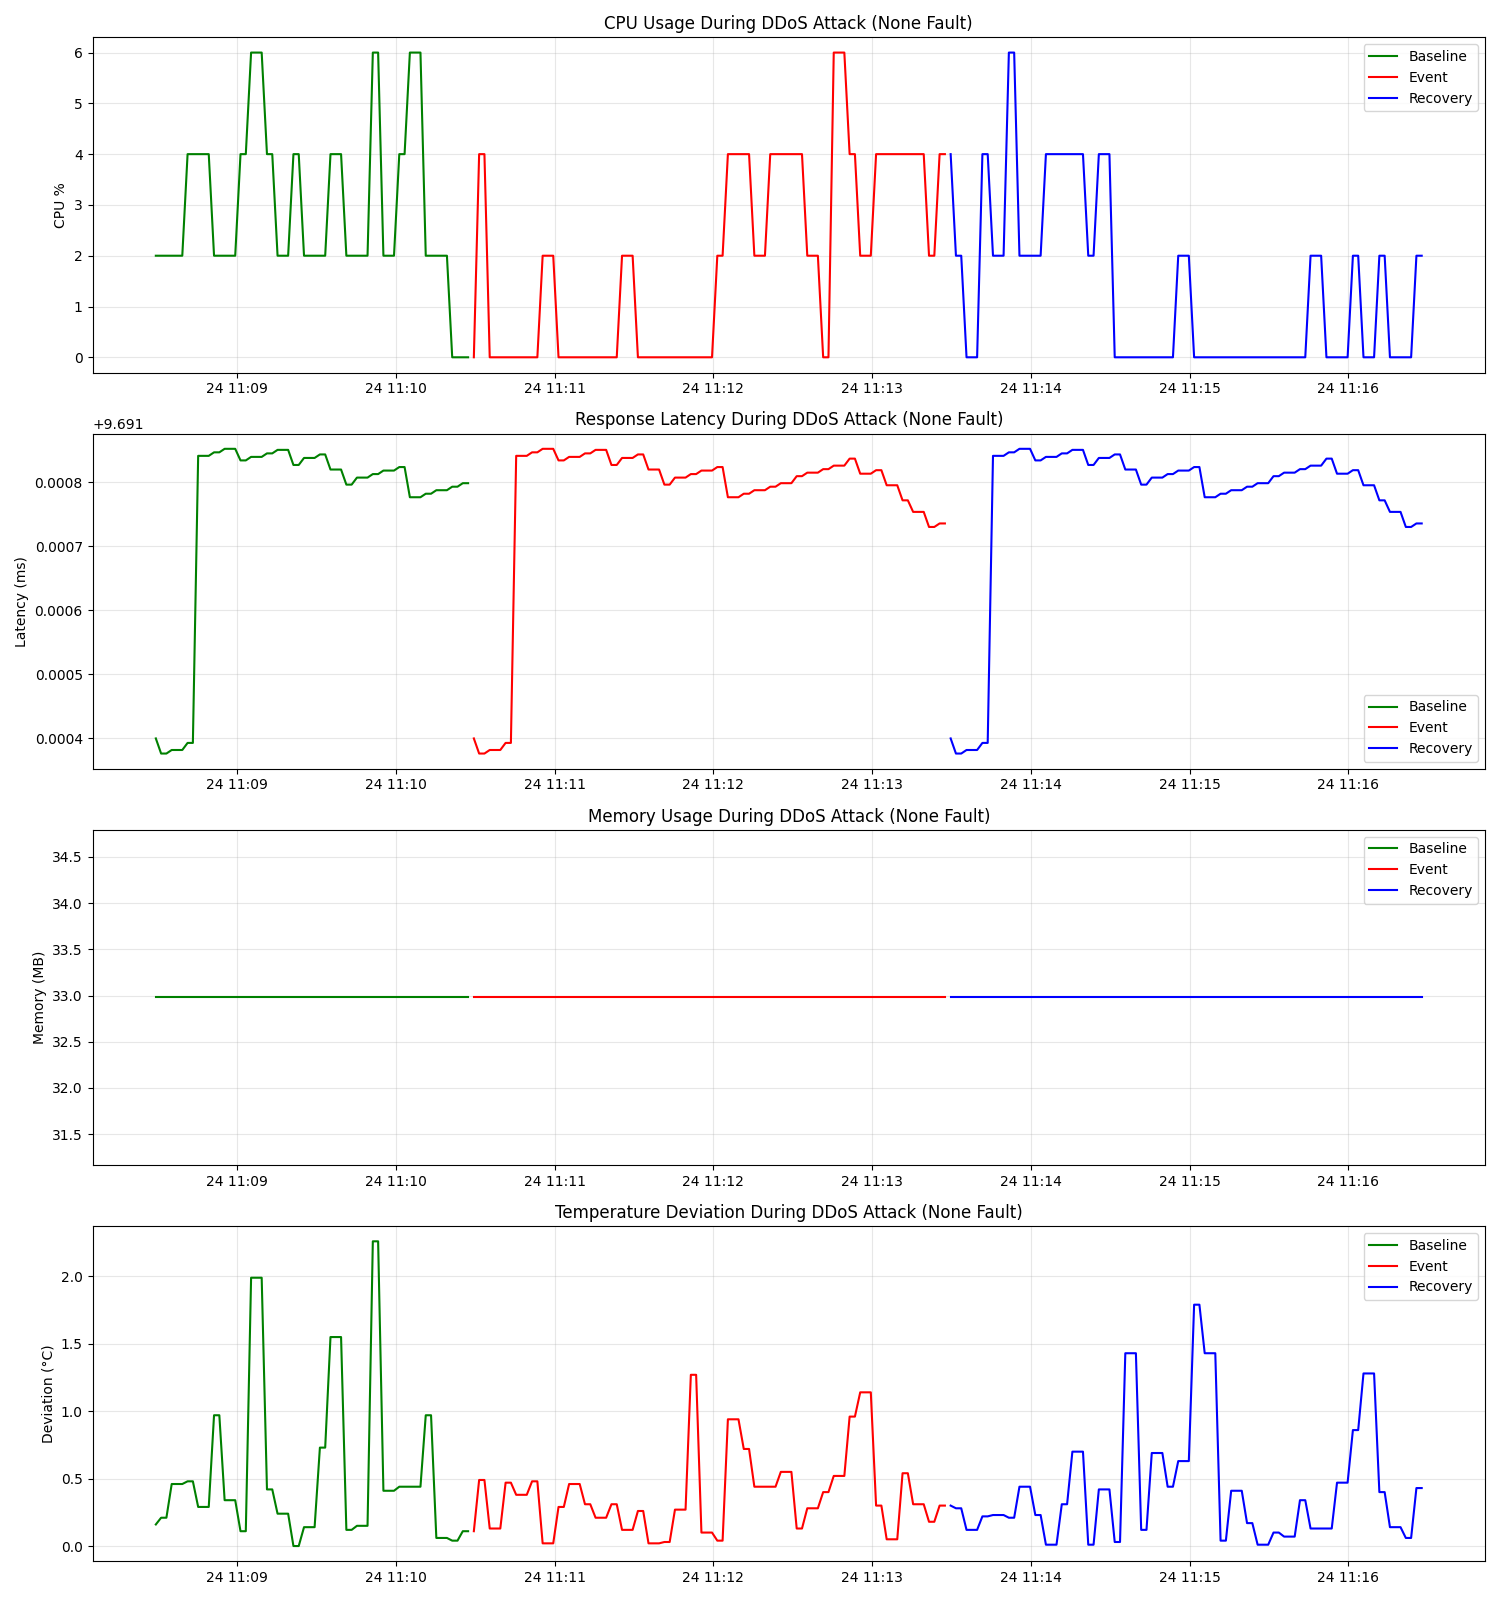 CPU Usage During DDoS Attack (None Fault)
6
5
4
3
2
1
0
CPU %
Baseline
Event
Recovery
24 11:09
24 11:10
24 11:11
24 11:12
24 11:13
24 11:14
24 11:15
24 11:16
Response Latency During DDoS Attack (None Fault)
+9.691
0.0008
0.0007
0.0006
0.0005
0.0004
Latency (ms)
Baseline
Event
Recovery
24 11:09
24 11:10
24 11:11
24 11:12
24 11:13
24 11:14
24 11:15
24 11:16
Memory Usage During DDoS Attack (None Fault)
34.5
34.0
33.5
33.0
32.5
32.0
31.5
Memory (MB)
Baseline
Event
Recovery
24 11:09
24 11:10
24 11:11
24 11:12
24 11:13
24 11:14
24 11:15
24 11:16
Temperature Deviation During DDoS Attack (None Fault)
2.0
1.5
1.0
0.5
0.0
Deviation (°C)
Baseline
Event
Recovery
24 11:09
24 11:10
24 11:11
24 11:12
24 11:13
24 11:14
24 11:15
24 11:16